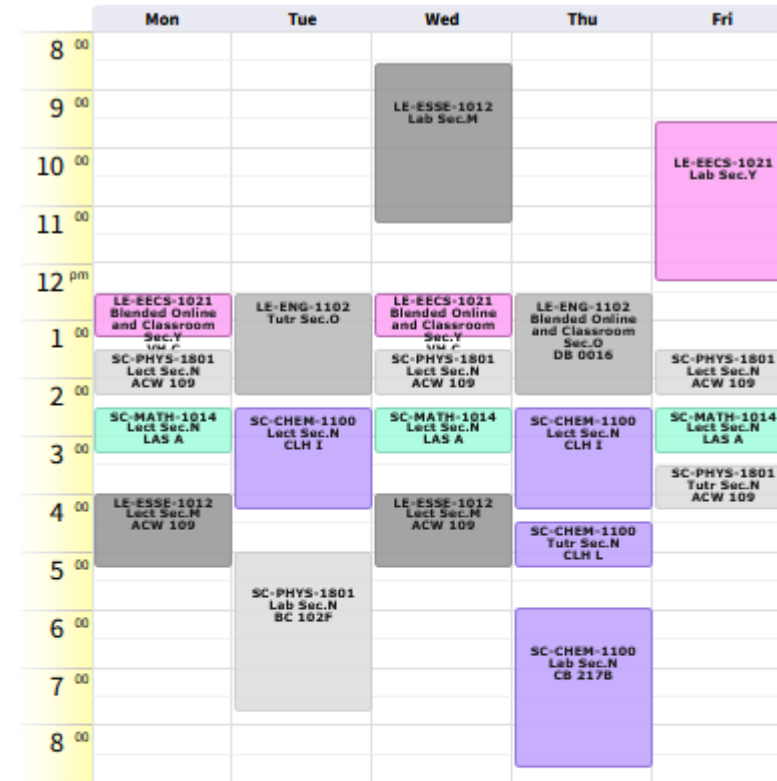 Mon Tue Wed Thu Fri
8 00
9 00
10 00
11 00
12 pm
1 00
2 00
3 00
4 00
5 00
6 00
7 00
8 00
LE-EECS-1021
Blended Online
and Classroom
Sec.Y
SC-PHYS-1801
Lect Sec.N
ACW 109
SC-MATH-1014
Lect Sec.N
LAS A
LE-ESSE-1012
Lect Sec.M
ACW 109
LE-ENG-1102
Tutr Sec.O
SC-CHEM-1100
Lect Sec.N
CLH I
SC-PHYS-1801
Lab Sec.N
BC 102F
LE-ESSE-1012
Lab Sec.M
LE-EECS-1021
Blended Online
and Classroom
Sec.Y
SC-PHYS-1801
Lect Sec.N
ACW 109
SC-MATH-1014
Lect Sec.N
LAS A
LE-ESSE-1012
Lect Sec.M
ACW 109
LE-ENG-1102
Blended Online
and Classroom
Sec.O
DB 0016
SC-CHEM-1100
Lect Sec.N
CLH I
SC-CHEM-1100
Tutr Sec.N
CLH L
SC-CHEM-1100
Lab Sec.N
CB 217B
LE-EECS-1021
Lab Sec.Y
SC-PHYS-1801
Lect Sec.N
ACW 109
SC-MATH-1014
Lect Sec.N
LAS A
SC-PHYS-1801
Tutr Sec.N
ACW 109